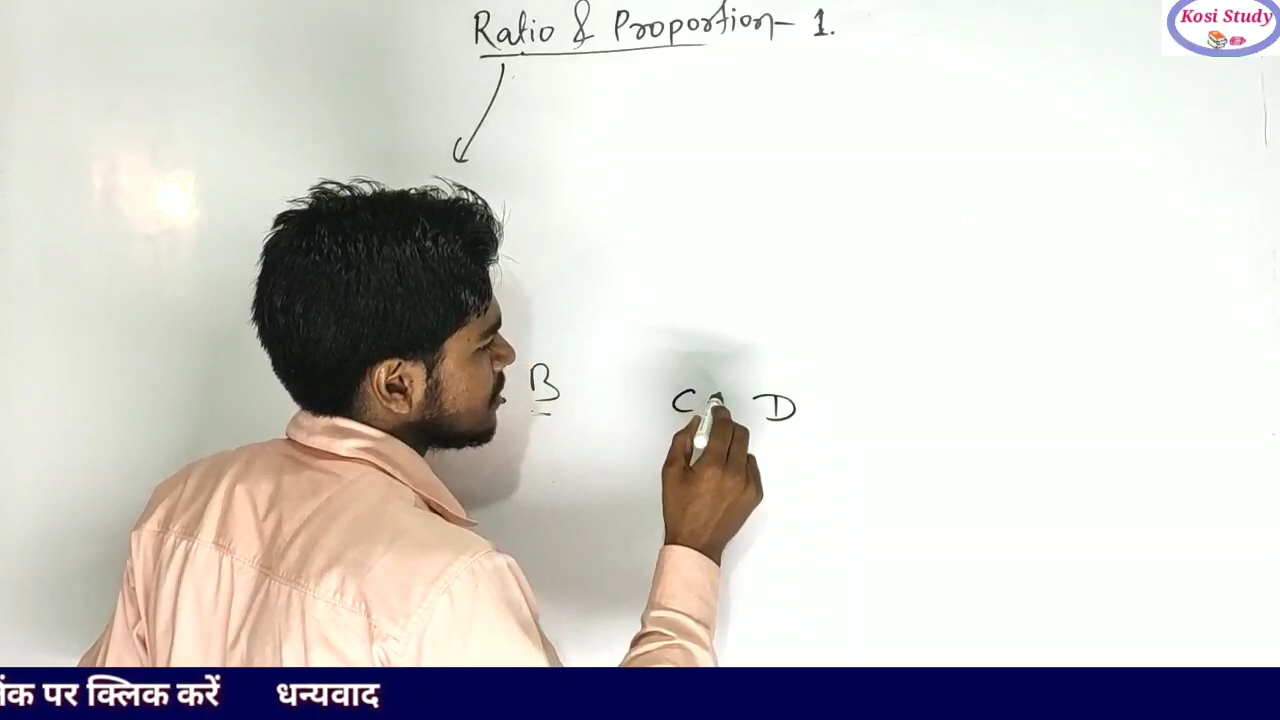 Ratio & Proportion- 1.
Kosi Study
B C D
पर क्लिक करें धन्यवाद